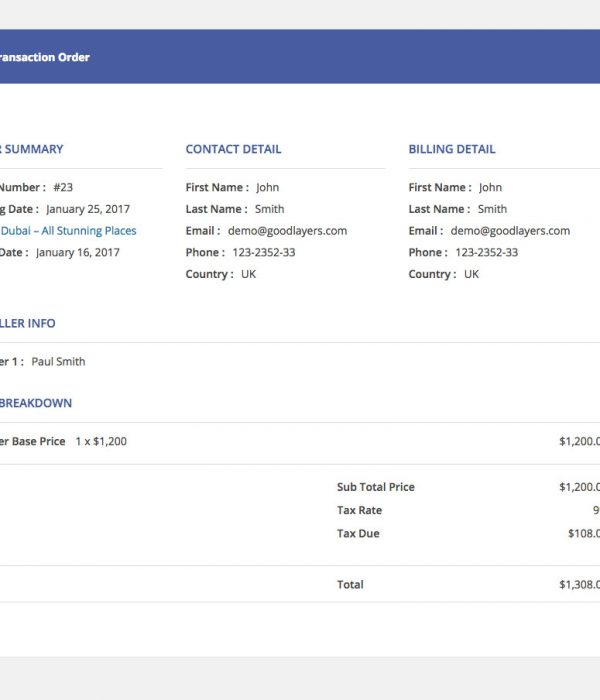 ransaction Order
R SUMMARY
Number : #23
g Date : January 25, 2017
Dubai – All Stunning Places
Date : January 16, 2017
CONTACT DETAIL
First Name : John
Last Name : Smith
Email : demo@goodlayers.com
Phone : 123-2352-33
Country : UK
BILLING DETAIL
First Name : John
Last Name : Smith
Email : demo@goodlayers.com
Phone : 123-2352-33
Country : UK
LLER INFO
er 1 : Paul Smith
BREAKDOWN
er Base Price 1 x $1,200 $1,200.0
Sub Total Price $1,200.0
Tax Rate 9
Tax Due $108.0
Total $1,308.0